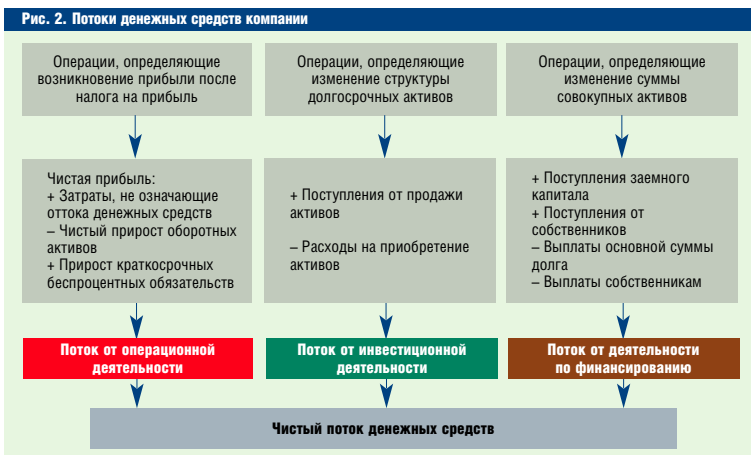 Рис. 2. Потоки денежных средств компании
Операции, определяющие
возникновение прибыли после
налога на прибыль
Операции, определяющие
изменение структуры
долгосрочных активов
Операции, определяющие
изменение суммы
совокупных активов
Чистая прибыль:
+ Затраты, не означающие
оттока денежных средств
– Чистый прирост оборотных
активов
+ Прирост краткосрочных
беспроцентных обязательств
+ Поступления от продажи
активов
– Расходы на приобретение
активов
+ Поступления заемного
капитала
+ Поступления от
собственников
– Выплаты основной суммы
долга
– Выплаты собственникам
Поток от операционной
деятельности
Поток от инвестиционной
деятельности
Поток от деятельности
по финансированию
Чистый поток денежных средств